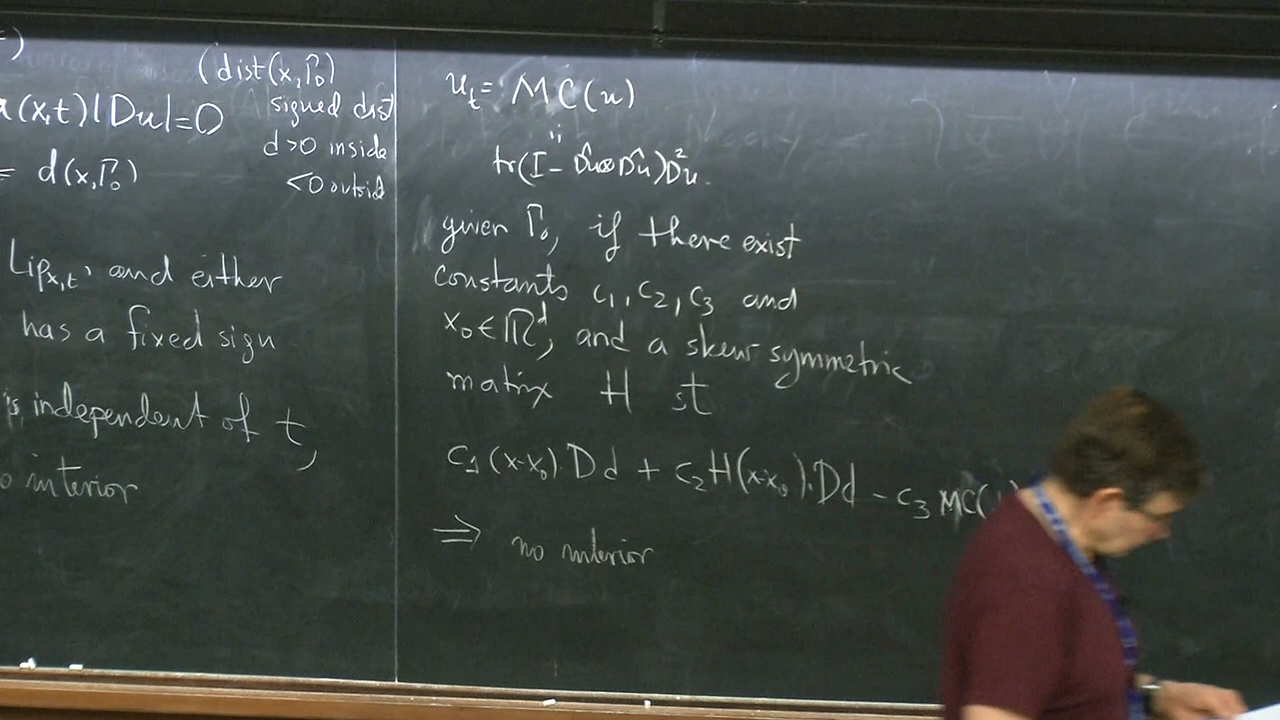 (dist(x,Γ₀)
signed dist
(x,t)|Du|=0
d>0 inside
= d(x,Γ₀)
<0 outside
Lip_{x,t}, and either
has a fixed sign
is independent of t,
interior
u_t = MC(u)
tr(I - D̂u⊗D̂u)D²u.
given Γ₀, if there exist
constants c₁, c₂, c₃ and
x₀∈ℝᵈ, and a skew symmetric
matrix H st
c₁(x-x₀)·Dd + c₂H(x-x₀)·Dd - c₃ MC(
⇒ no interior